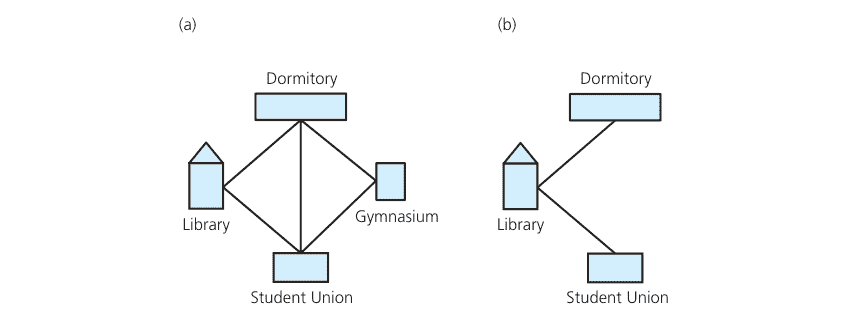 (a)
(b)
Dormitory
Dormitory
Library
Gymnasium
Library
Student Union
Student Union